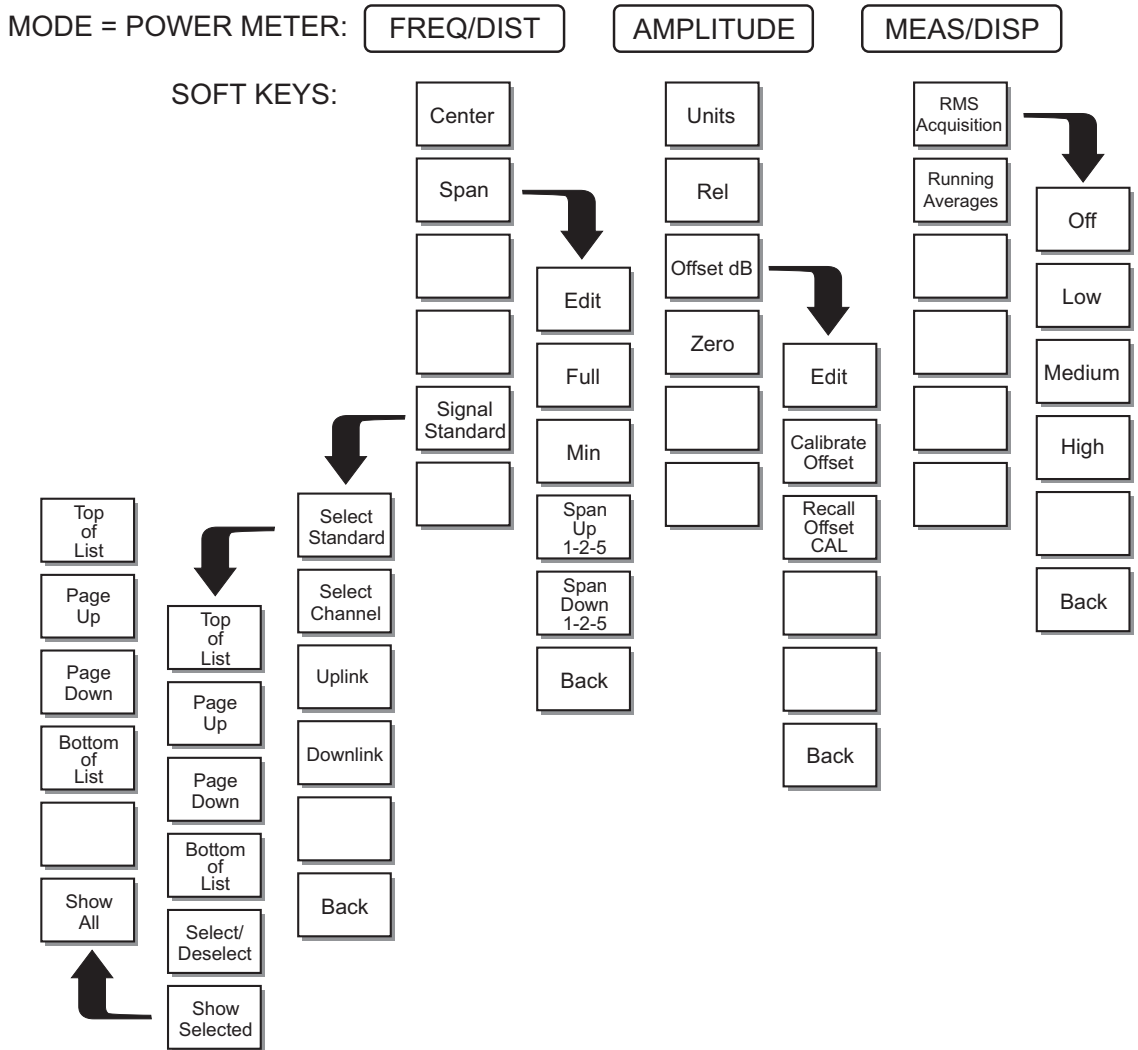 MODE = POWER METER:
FREQ/DIST
AMPLITUDE
MEAS/DISP
SOFT KEYS:
Center
Span
Signal
Standard
Edit
Full
Min
Span
Up
1-2-5
Span
Down
1-2-5
Back
Select
Standard
Select
Channel
Uplink
Downlink
Back
Top
of
List
Page
Up
Page
Down
Bottom
of
List
Select/
Deselect
Show
Selected
Top
of
List
Page
Up
Page
Down
Bottom
of
List
Show
All
Units
Rel
Offset dB
Zero
Edit
Calibrate
Offset
Recall
Offset
CAL
Back
RMS
Acquisition
Running
Averages
Off
Low
Medium
High
Back